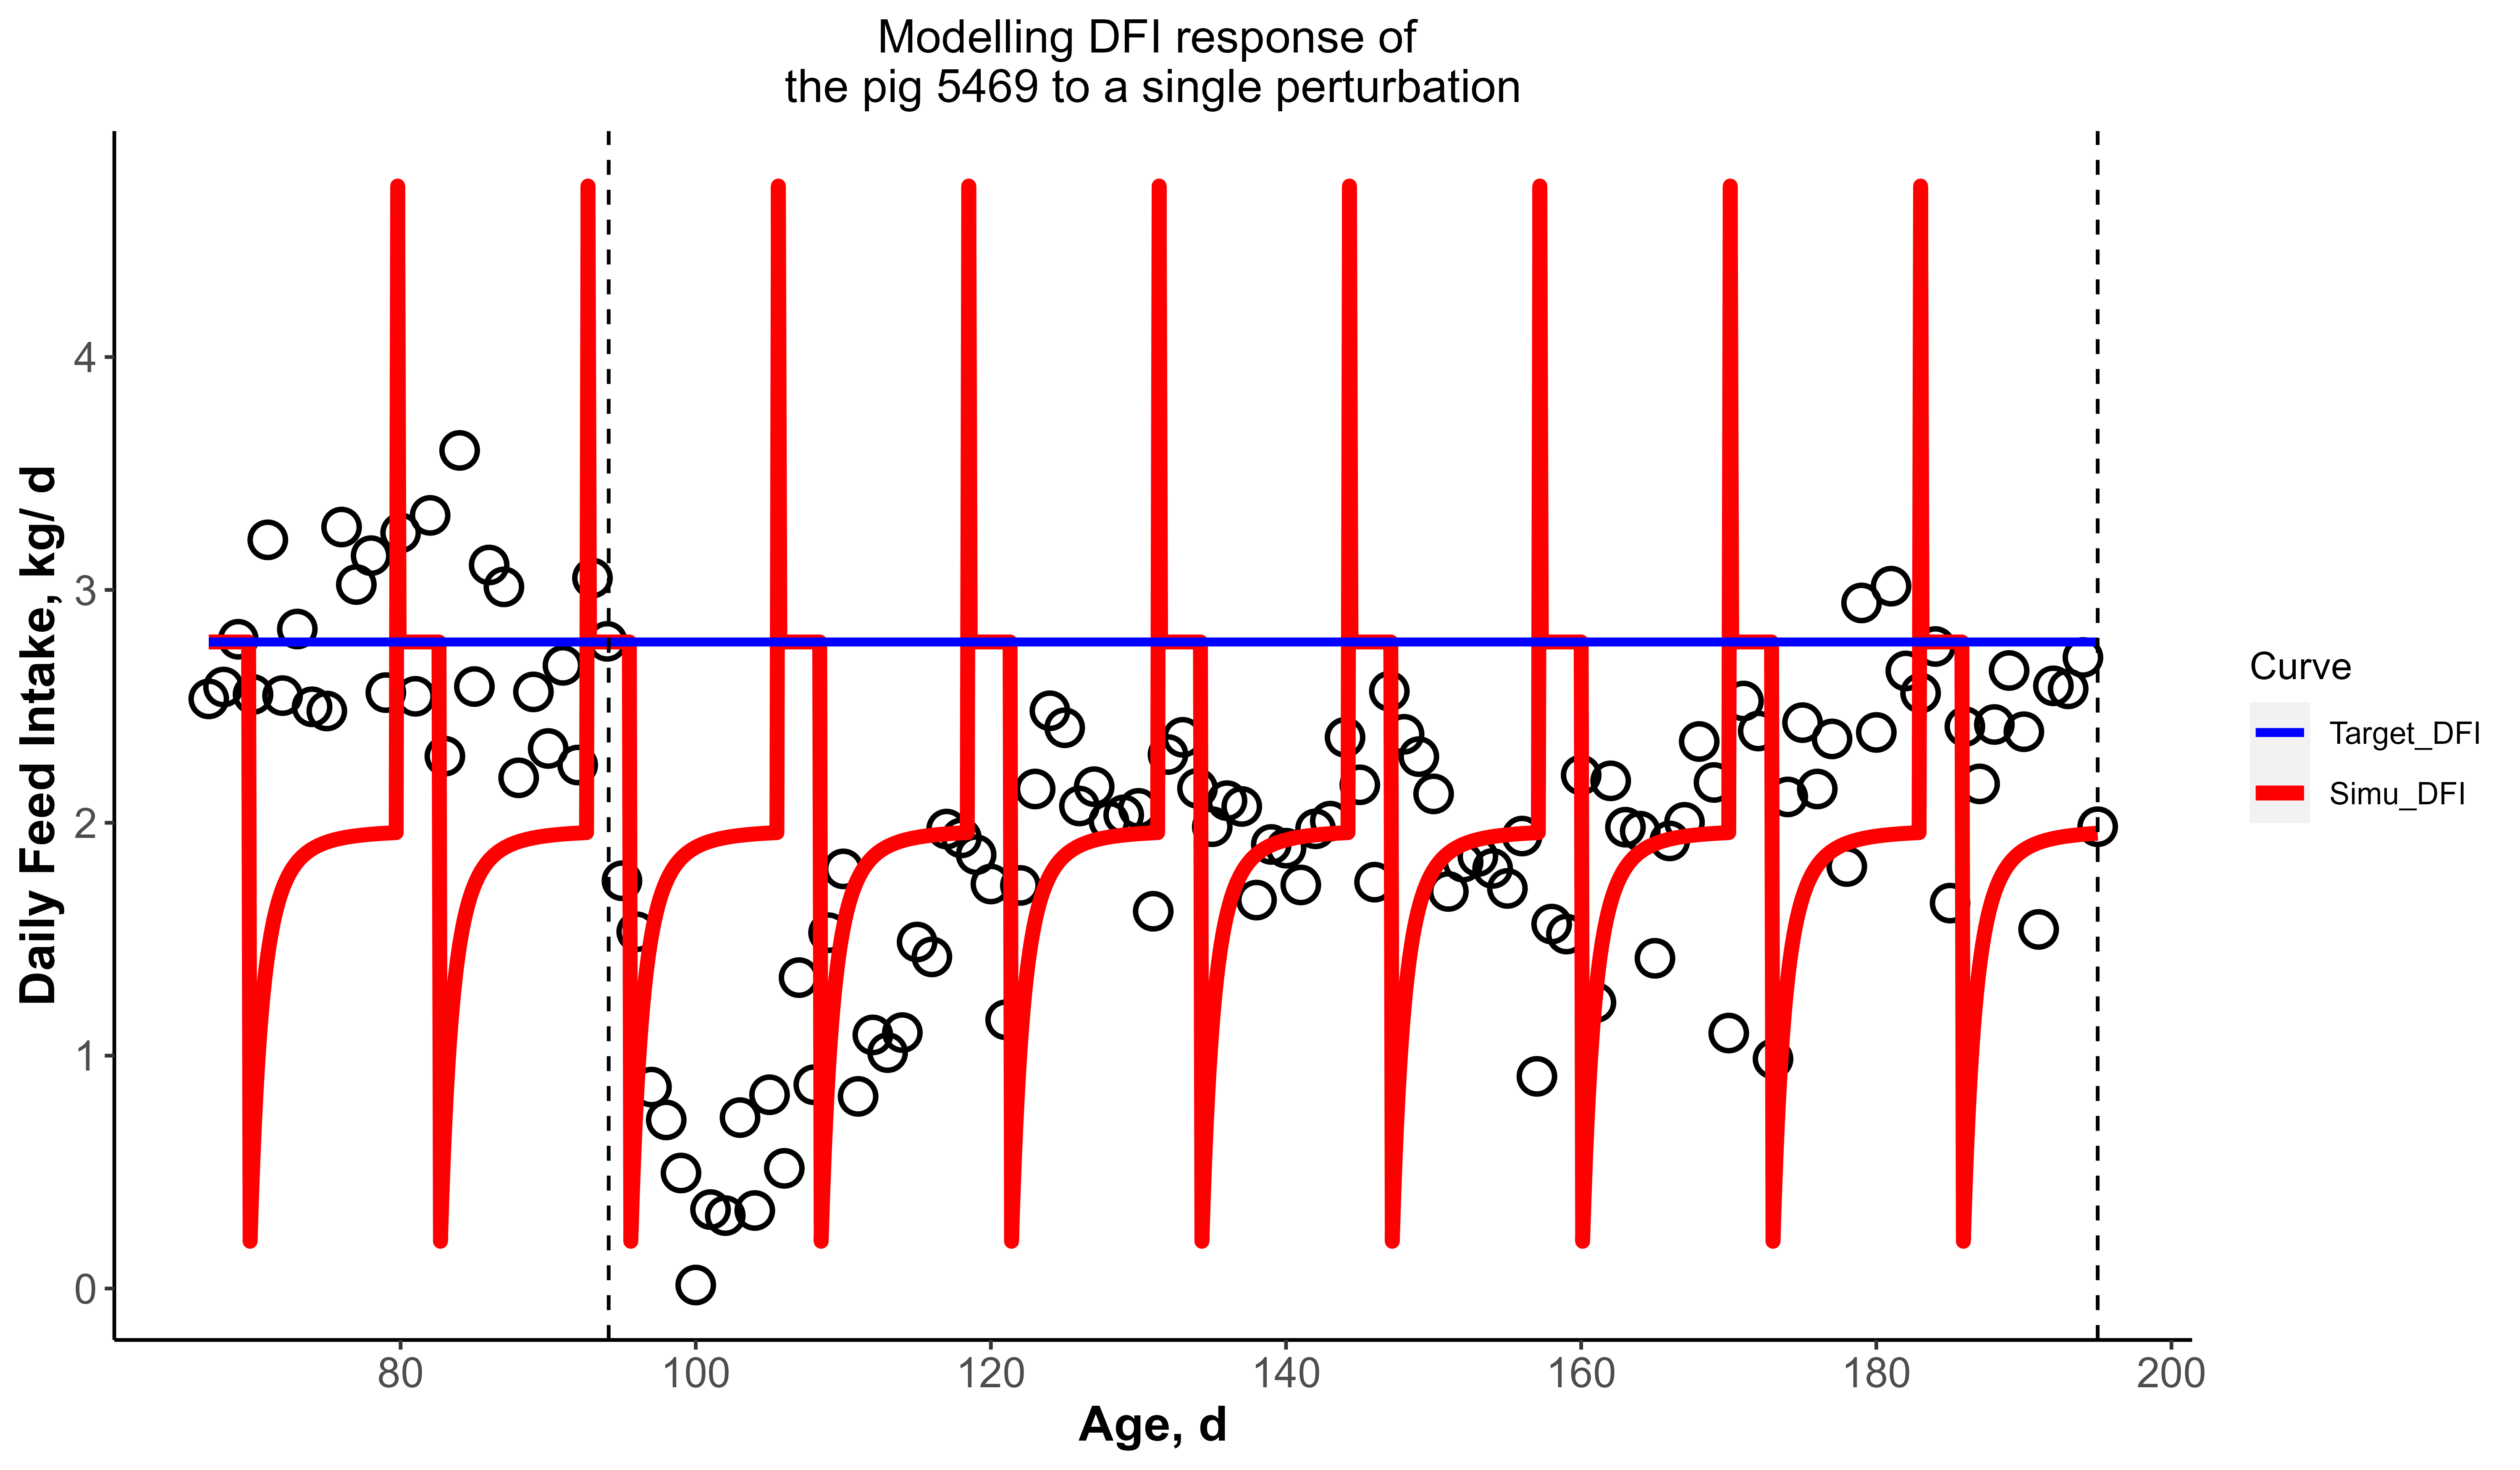 Modelling DFI response of
the pig 5469 to a single perturbation
Daily Feed Intake, kg/ d
4
3
2
1
0
80
100
120
140
160
180
200
Age, d
Curve
Target_DFI
Simu_DFI